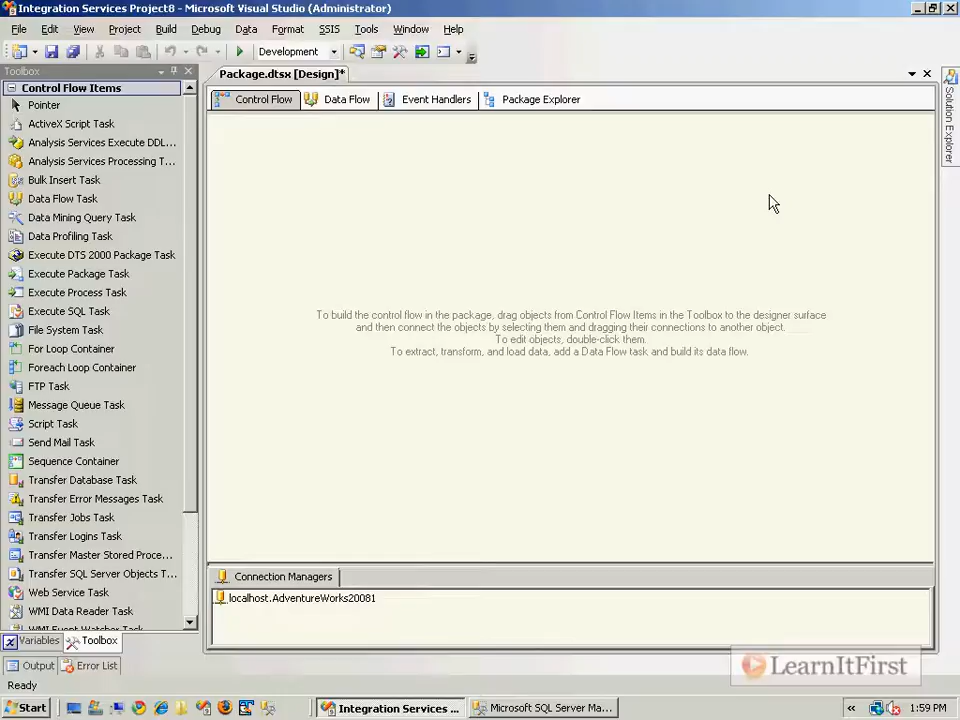 Integration Services Project8 - Microsoft Visual Studio (Administrator)
File Edit View Project Build Debug Data Format SSIS Tools Window Help
Development
Toolbox
Package.dtsx [Design]*
Control Flow Items
Control Flow Data Flow Event Handlers Package Explorer
Solution Explorer
Pointer
ActiveX Script Task
Analysis Services Execute DDL...
Analysis Services Processing T...
Bulk Insert Task
Data Flow Task
Data Mining Query Task
Data Profiling Task
Execute DTS 2000 Package Task
Execute Package Task
Execute Process Task
Execute SQL Task
File System Task
For Loop Container
Foreach Loop Container
FTP Task
Message Queue Task
Script Task
Send Mail Task
Sequence Container
Transfer Database Task
Transfer Error Messages Task
Transfer Jobs Task
Transfer Logins Task
Transfer Master Stored Proce...
Transfer SQL Server Objects T...
Web Service Task
WMI Data Reader Task
WMI Event Watcher Task
To build the control flow in the package, drag objects from Control Flow Items in the Toolbox to the designer surface
and then connect the objects by selecting them and dragging their connections to another object.
To edit objects, double-click them.
To extract, transform, and load data, add a Data Flow task and build its data flow.
Connection Managers
localhost.AdventureWorks20081
Variables Toolbox
Output Error List
Ready
LearnItFirst
Start
Integration Services ...
Microsoft SQL Server Ma...
1:59 PM